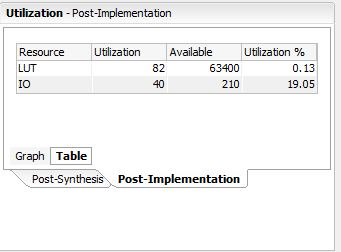 Utilization - Post-Implementation
Resource Utilization Available Utilization %
LUT 82 63400 0.13
IO 40 210 19.05
Graph Table
Post-Synthesis Post-Implementation